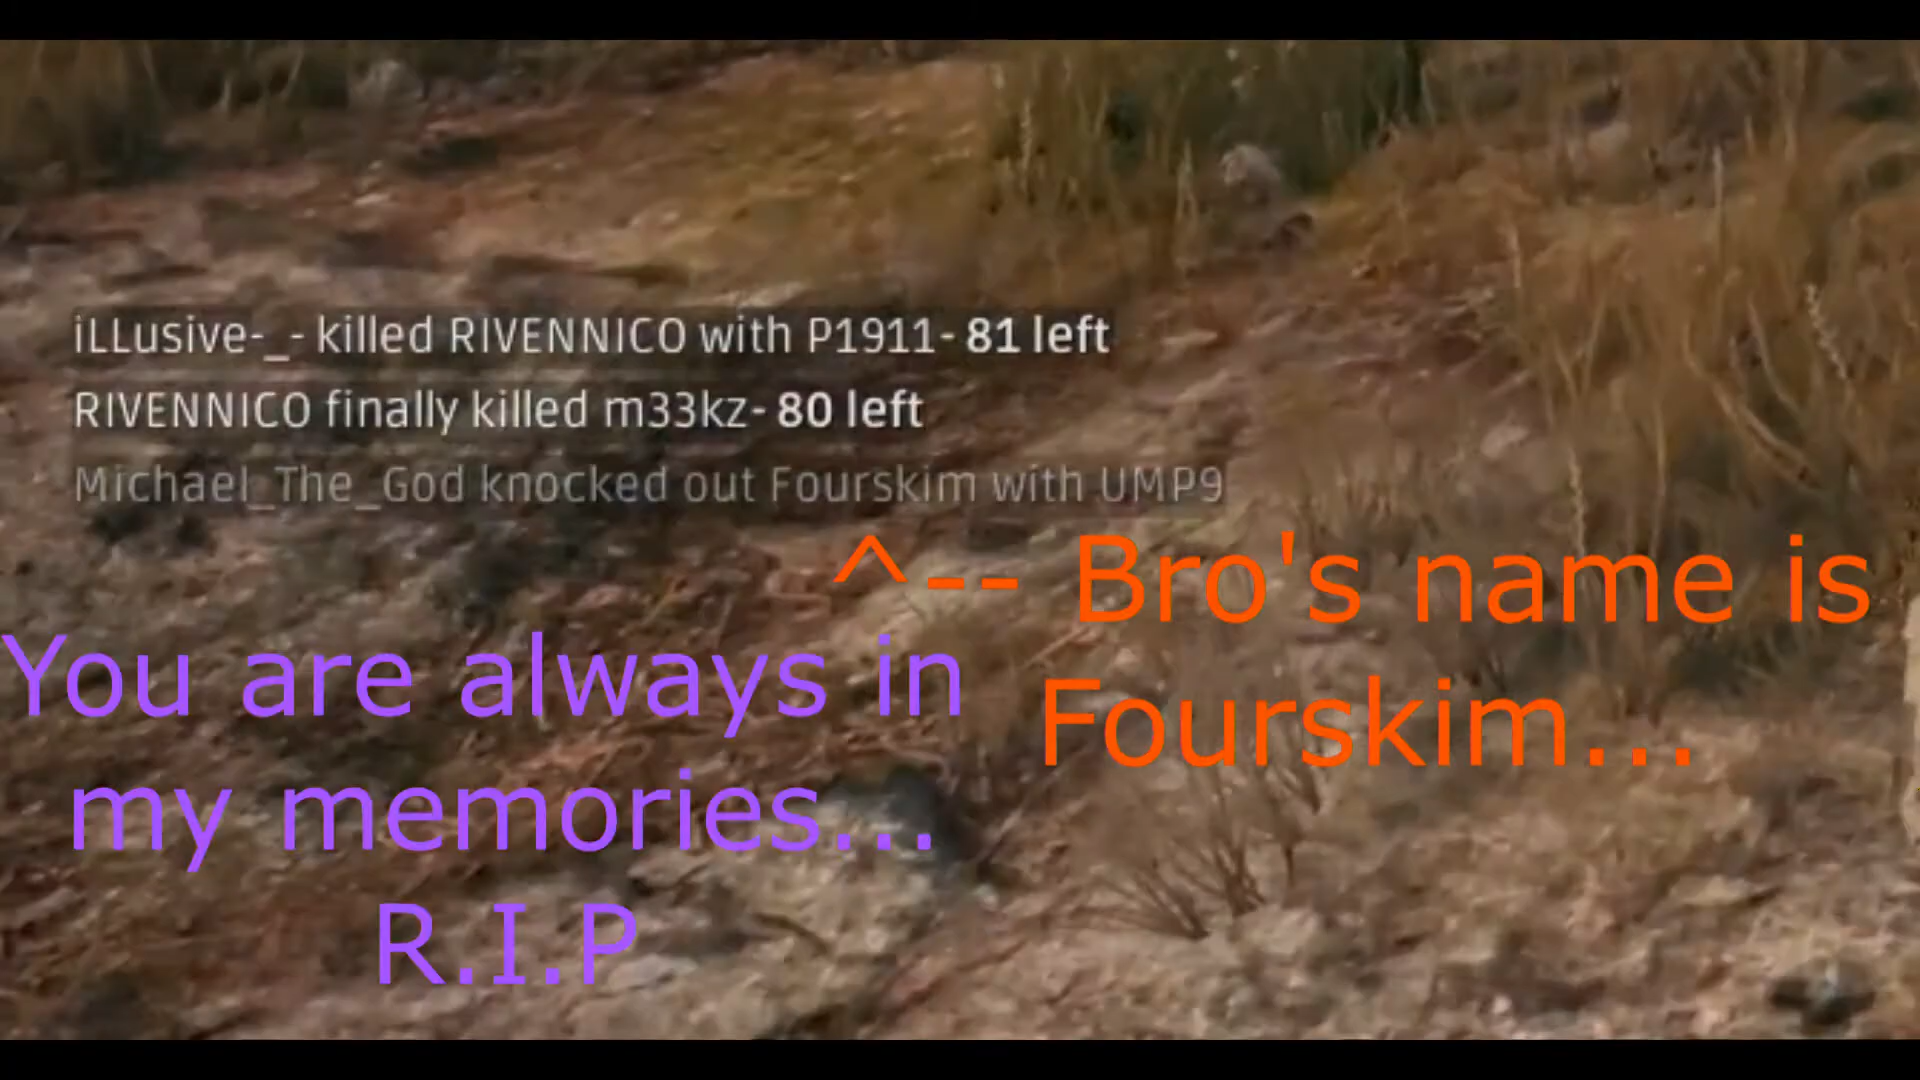 iLLusive-_- killed RIVENNICO with P1911- 81 left
RIVENNICO finally killed m33kz- 80 left
Michael_The_God knocked out Fourskim with UMP9
^-- Bro's name is
Fourskim...
You are always in
my memories...
R.I.P